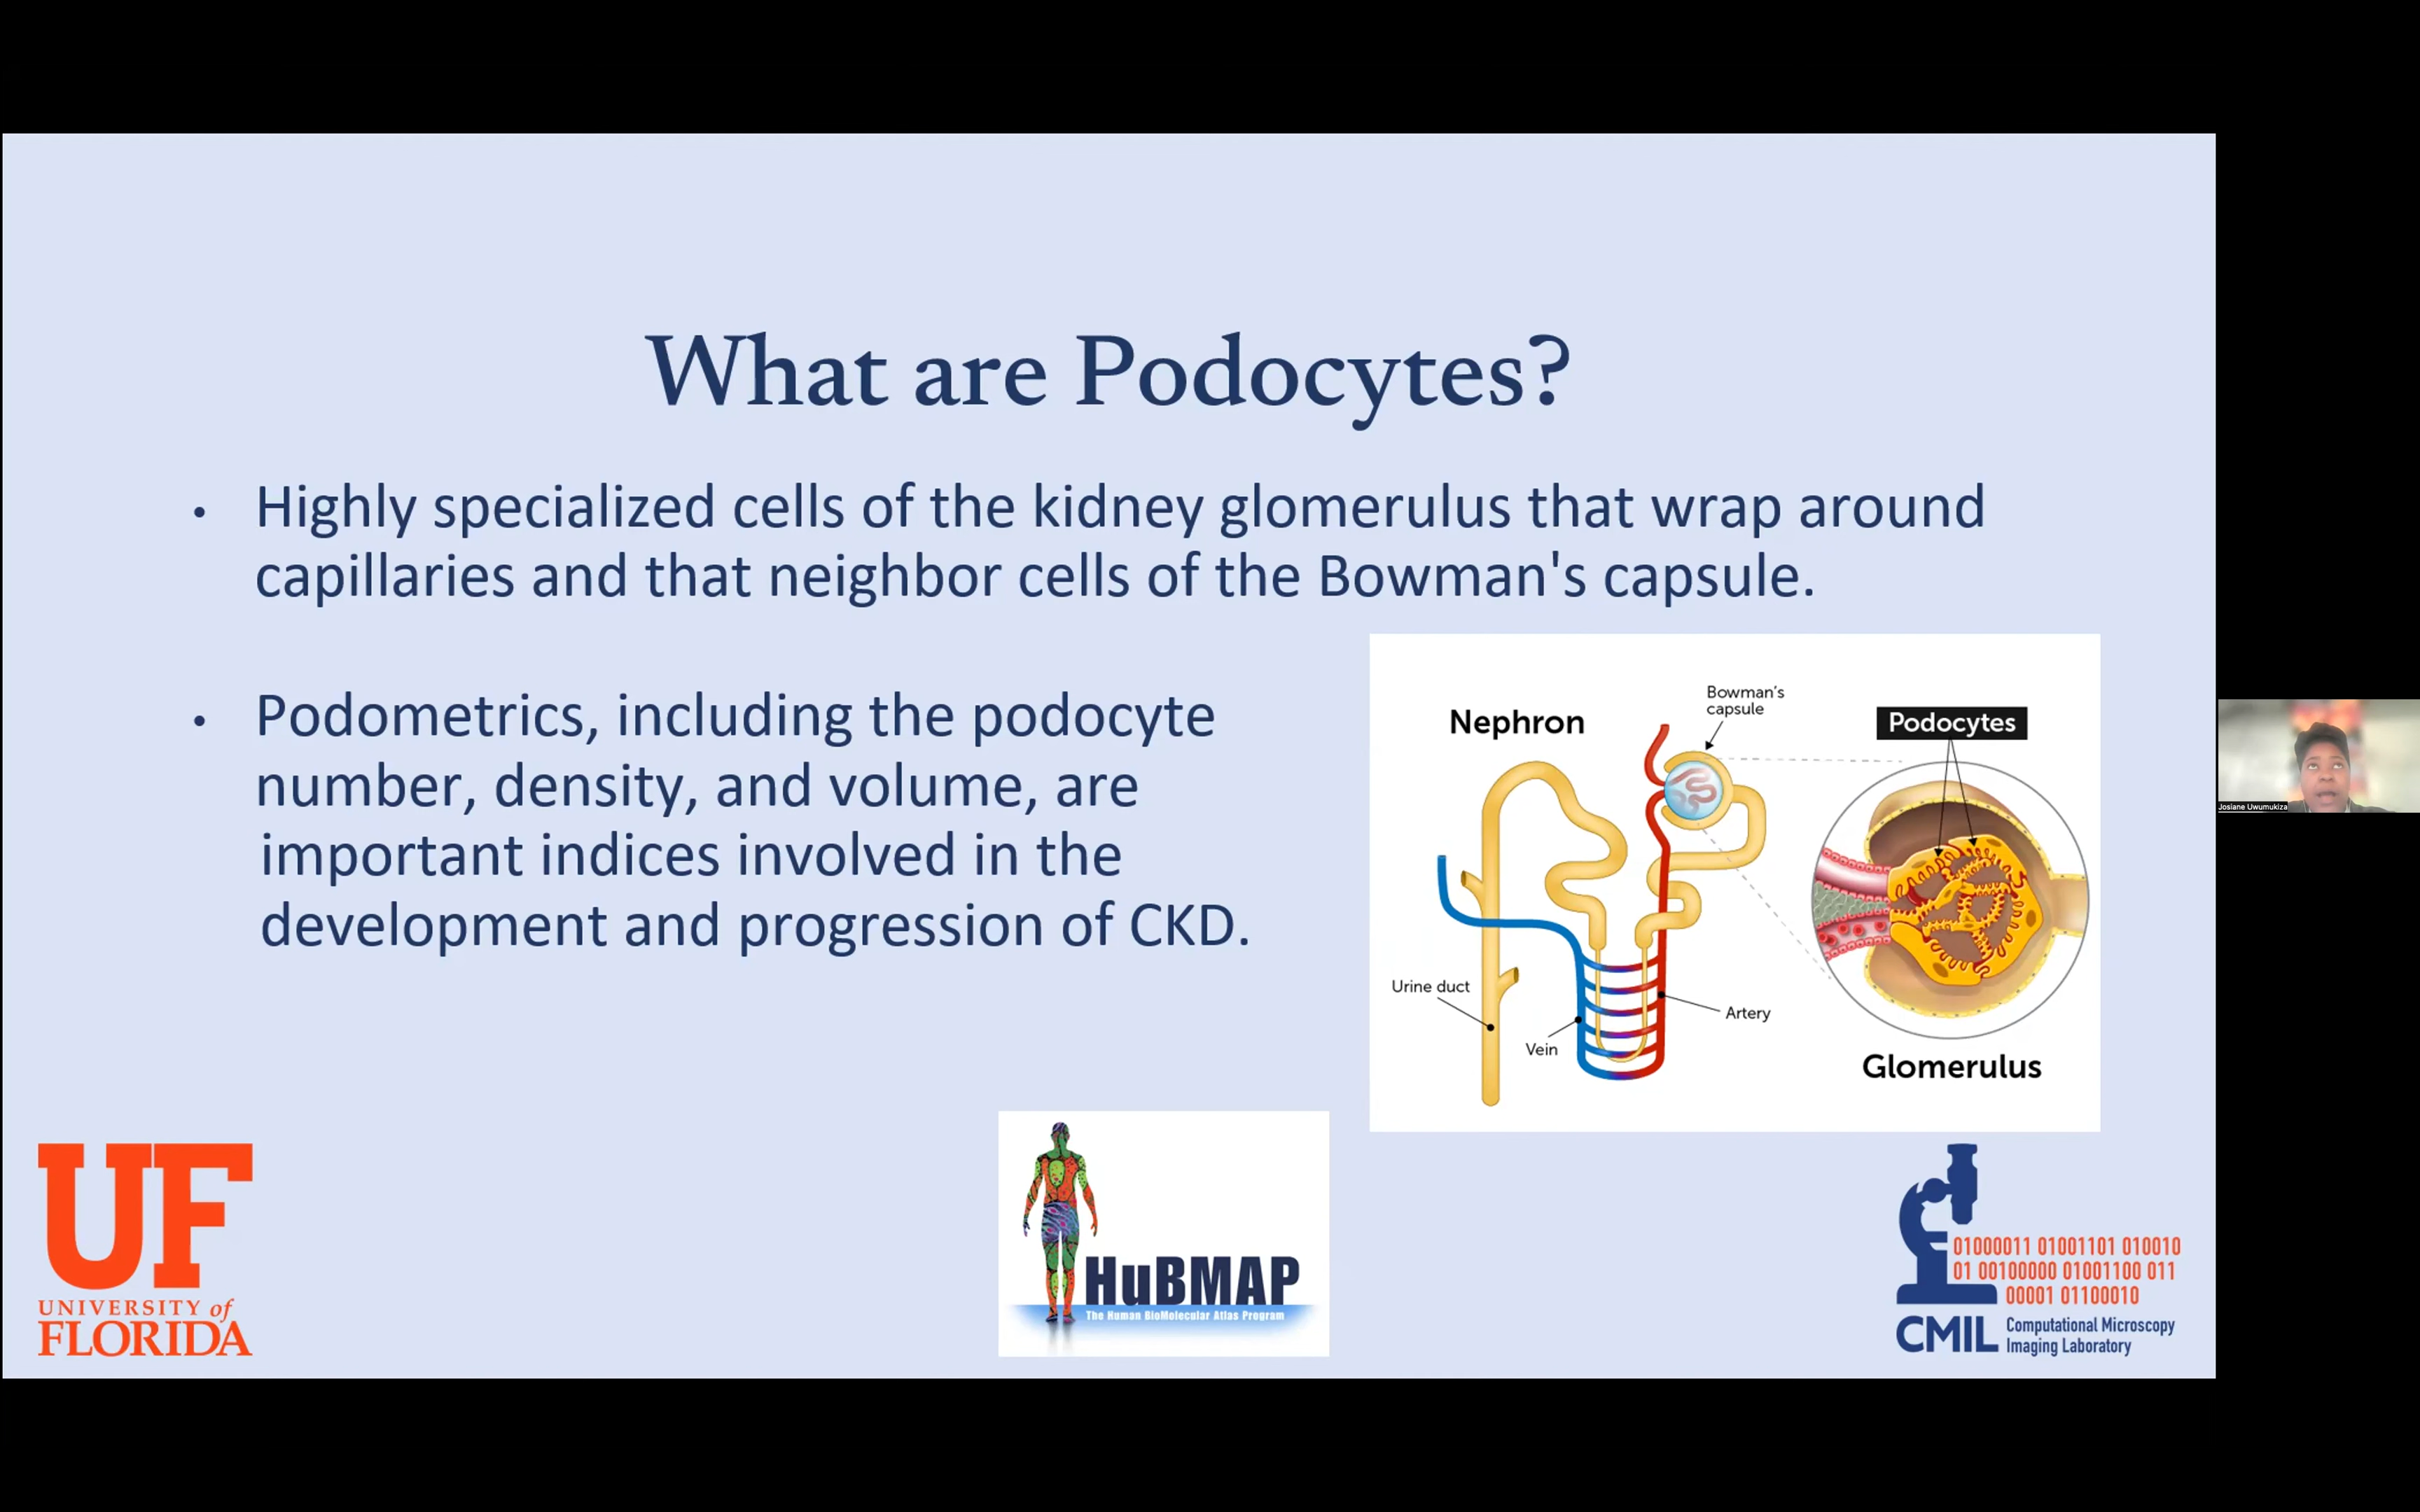 What are Podocytes?
• Highly specialized cells of the kidney glomerulus that wrap around
capillaries and that neighbor cells of the Bowman's capsule.
• Podometrics, including the podocyte
number, density, and volume, are
important indices involved in the
development and progression of CKD.
Nephron
Bowman's
capsule
Podocytes
Urine duct
Vein
Artery
Glomerulus
Josiane Uwumukiza
UF
UNIVERSITY of
FLORIDA
HuBMAP
The Human BioMolecular Atlas Program
01000011 01001101 010010
01 00100000 01001100 011
00001 01100010
CMIL
Computational Microscopy
Imaging Laboratory